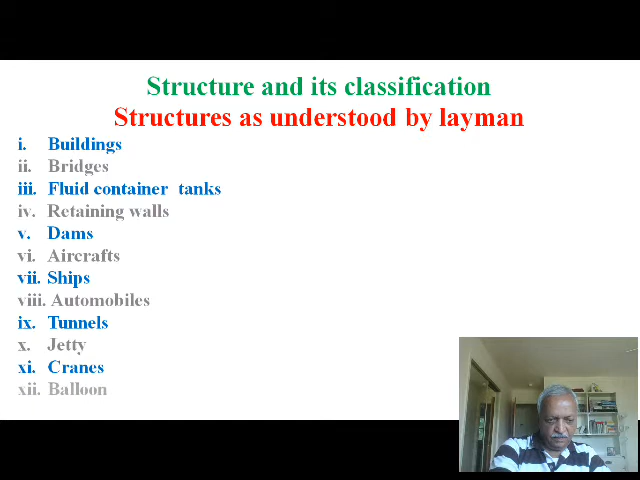 Structure and its classification
Structures as understood by layman
i. Buildings
ii. Bridges
iii. Fluid container tanks
iv. Retaining walls
v. Dams
vi. Aircrafts
vii. Ships
viii. Automobiles
ix. Tunnels
x. Jetty
xi. Cranes
xii. Balloon